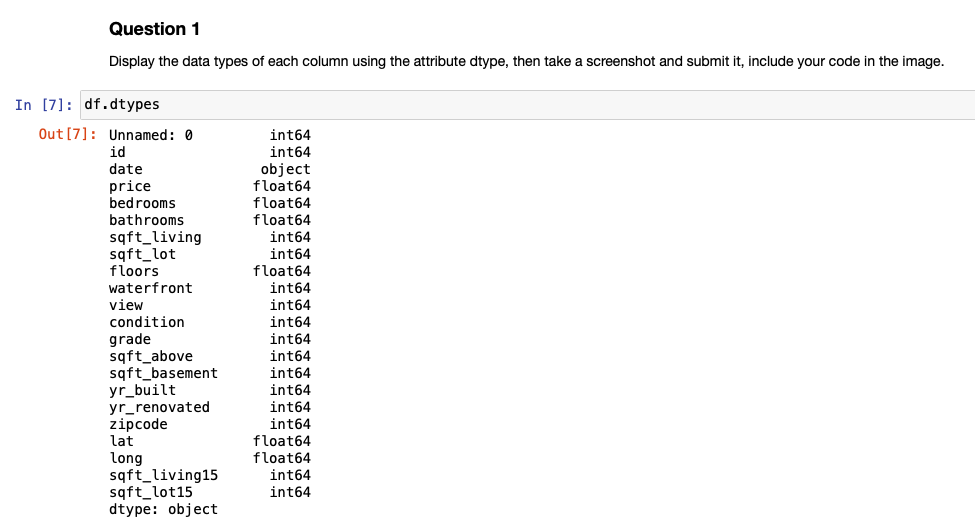 Question 1
Display the data types of each column using the attribute dtype, then take a screenshot and submit it, include your code in the image.
In [7]: df.dtypes
Out[7]: Unnamed: 0 int64
id int64
date object
price float64
bedrooms float64
bathrooms float64
sqft_living int64
sqft_lot int64
floors float64
waterfront int64
view int64
condition int64
grade int64
sqft_above int64
sqft_basement int64
yr_built int64
yr_renovated int64
zipcode int64
lat float64
long float64
sqft_living15 int64
sqft_lot15 int64
dtype: object